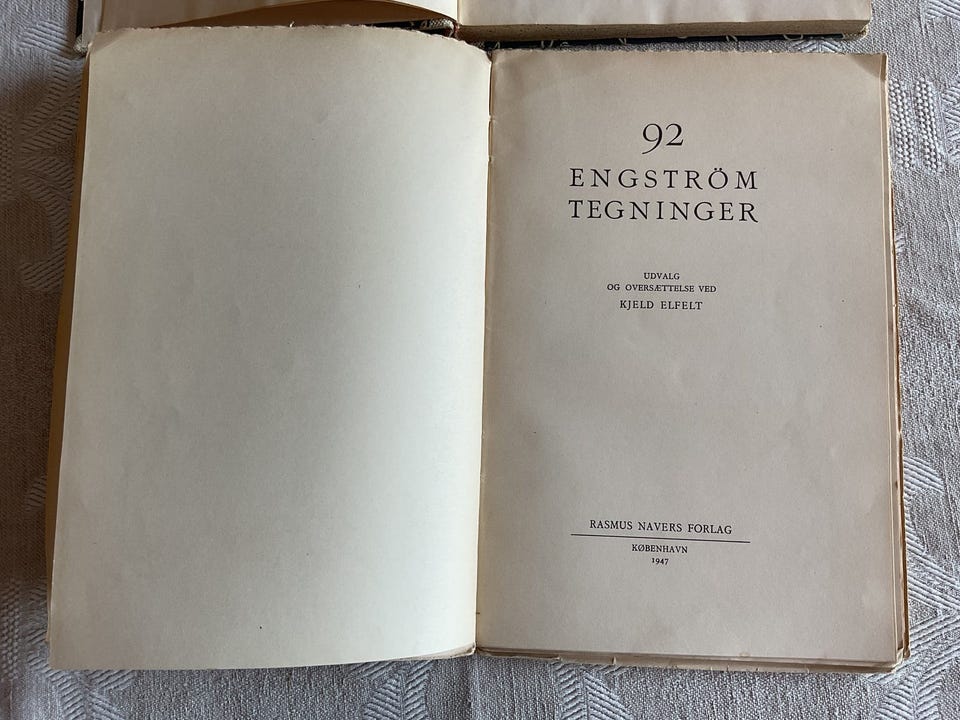 92
ENGSTRÖM
TEGNINGER
UDVALG
OG OVERSÆTTELSE VED
KJELD ELFELT
RASMUS NAVERS FORLAG
KØBENHAVN
1947